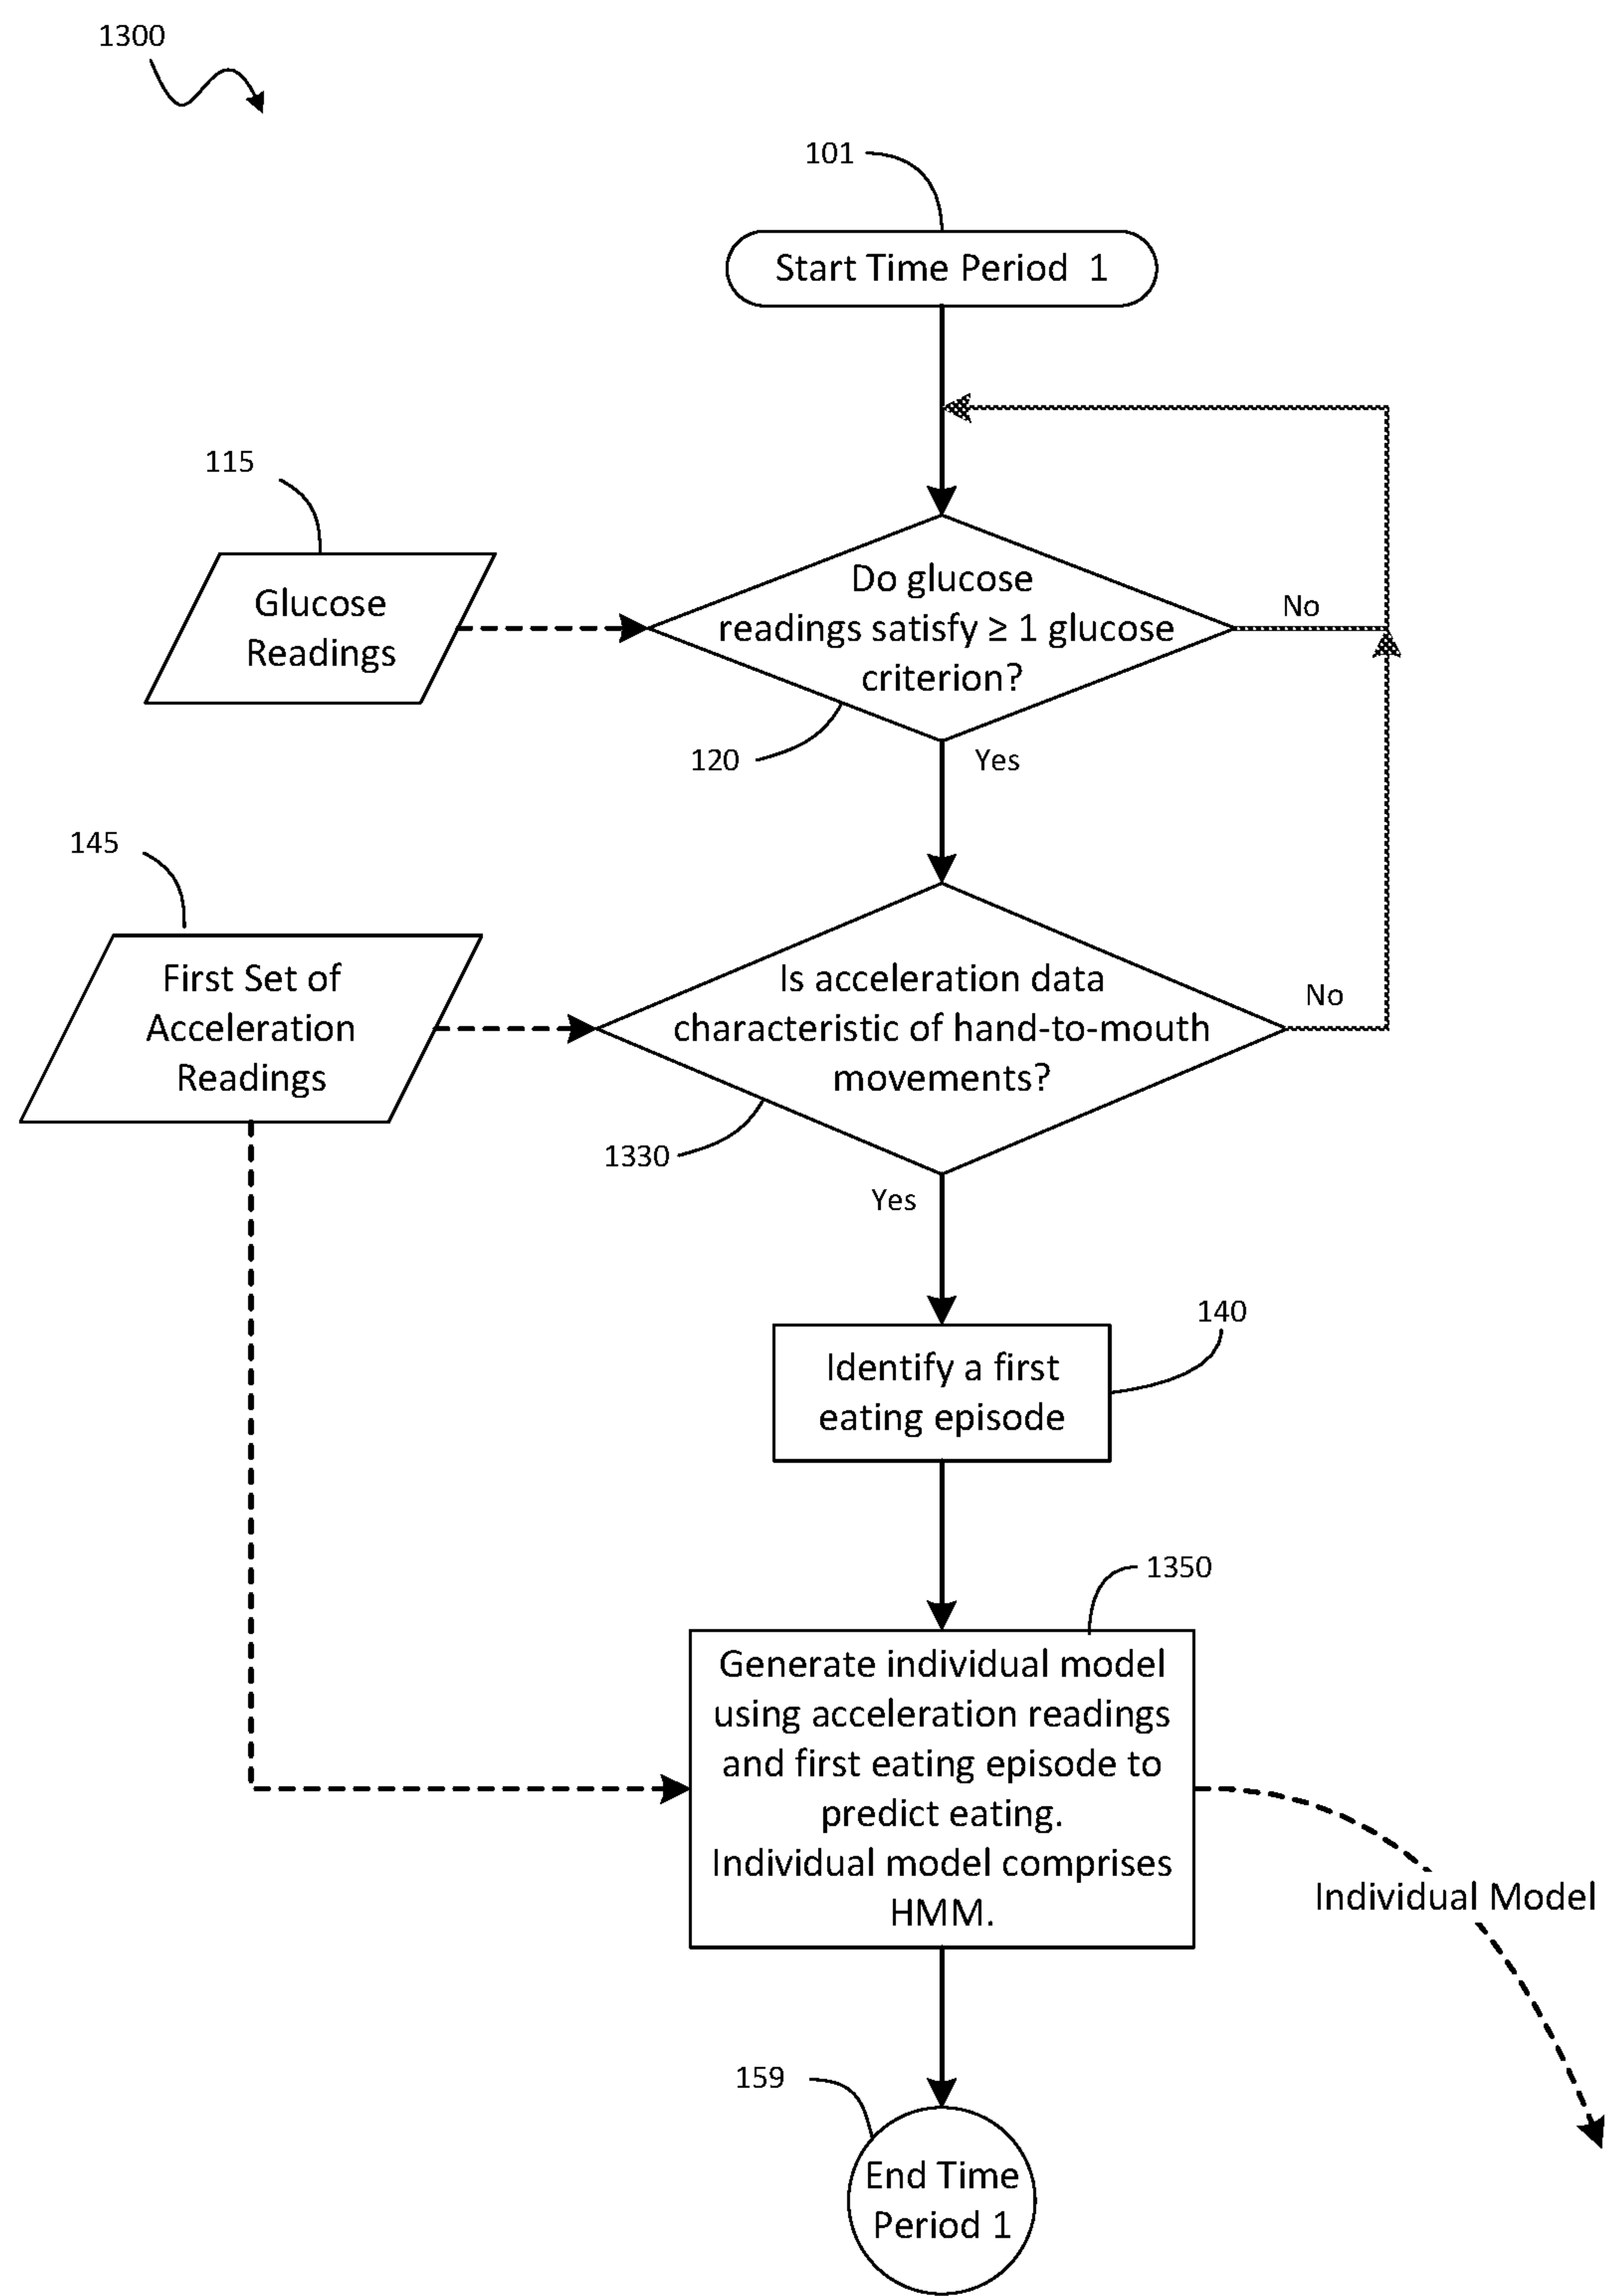 1300
101
Start Time Period 1
115
Glucose
Readings
Do glucose
readings satisfy ≥ 1 glucose
criterion?
No
120
Yes
145
First Set of
Acceleration
Readings
Is acceleration data
characteristic of hand-to-mouth
movements?
No
1330
Yes
140
Identify a first
eating episode
1350
Generate individual model
using acceleration readings
and first eating episode to
predict eating.
Individual model comprises
HMM.
Individual Model
159
End Time
Period 1